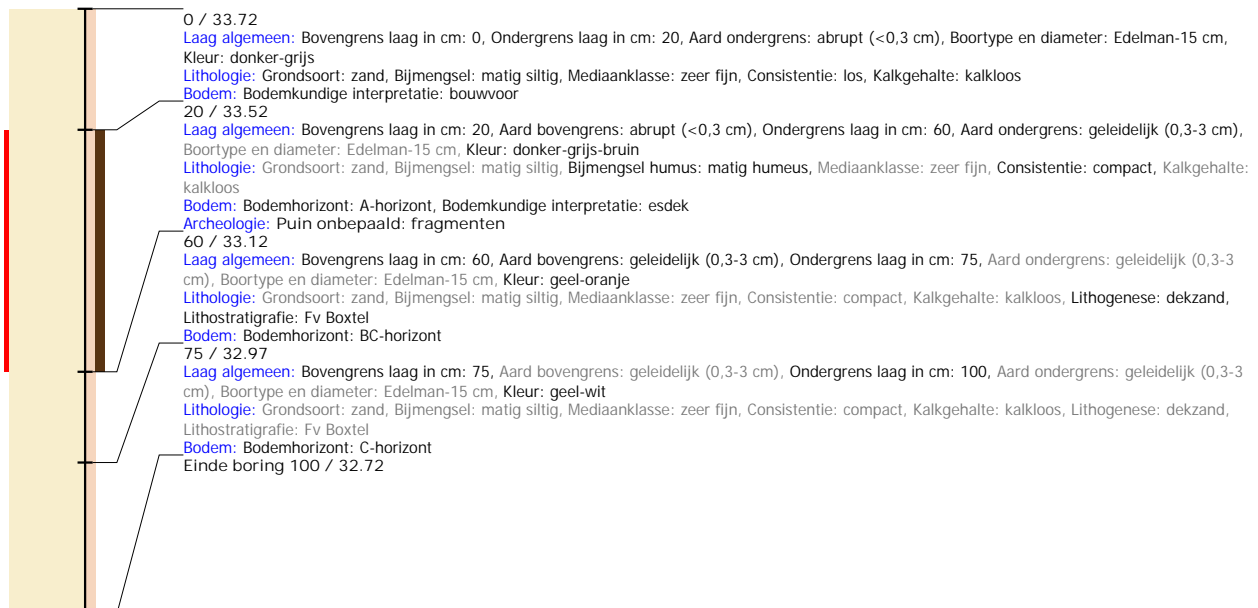 0 / 33.72
Laag algemeen: Bovengrens laag in cm: 0, Ondergrens laag in cm: 20, Aard ondergrens: abrupt (<0,3 cm), Boortype en diameter: Edelman-15 cm,
Kleur: donker-grijs
Lithologie: Grondsoort: zand, Bijmengsel: matig siltig, Mediaanklasse: zeer fijn, Consistentie: los, Kalkgehalte: kalkloos
Bodem: Bodemkundige interpretatie: bouwvoor
20 / 33.52
Laag algemeen: Bovengrens laag in cm: 20, Aard bovengrens: abrupt (<0,3 cm), Ondergrens laag in cm: 60, Aard ondergrens: geleidelijk (0,3-3 cm),
Boortype en diameter: Edelman-15 cm, Kleur: donker-grijs-bruin
Lithologie: Grondsoort: zand, Bijmengsel: matig siltig, Bijmengsel humus: matig humeus, Mediaanklasse: zeer fijn, Consistentie: compact, Kalkgehalte:
kalkloos
Bodem: Bodemhorizont: A-horizont, Bodemkundige interpretatie: esdek
Archeologie: Puin onbepaald: fragmenten
60 / 33.12
Laag algemeen: Bovengrens laag in cm: 60, Aard bovengrens: geleidelijk (0,3-3 cm), Ondergrens laag in cm: 75, Aard ondergrens: geleidelijk (0,3-3
cm), Boortype en diameter: Edelman-15 cm, Kleur: geel-oranje
Lithologie: Grondsoort: zand, Bijmengsel: matig siltig, Mediaanklasse: zeer fijn, Consistentie: compact, Kalkgehalte: kalkloos, Lithogenese: dekzand,
Lithostratigrafie: Fv Boxtel
Bodem: Bodemhorizont: BC-horizont
75 / 32.97
Laag algemeen: Bovengrens laag in cm: 75, Aard bovengrens: geleidelijk (0,3-3 cm), Ondergrens laag in cm: 100, Aard ondergrens: geleidelijk (0,3-3
cm), Boortype en diameter: Edelman-15 cm, Kleur: geel-wit
Lithologie: Grondsoort: zand, Bijmengsel: matig siltig, Mediaanklasse: zeer fijn, Consistentie: compact, Kalkgehalte: kalkloos, Lithogenese: dekzand,
Lithostratigrafie: Fv Boxtel
Bodem: Bodemhorizont: C-horizont
Einde boring 100 / 32.72